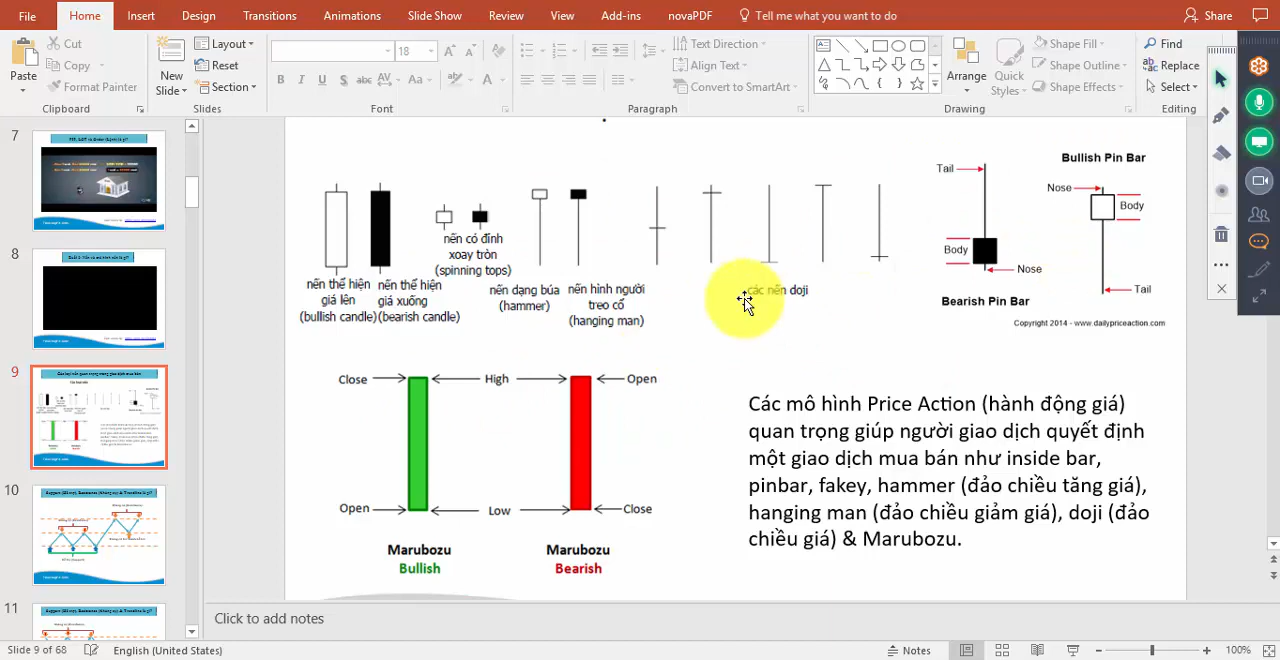 File Home Insert Design Transitions Animations Slide Show Review View Add-ins novaPDF Tell me what you want to do Share
Paste
Cut
Copy
Format Painter
Clipboard
New Slide
Layout
Reset
Section
Slides
18
B I U S abc AV Aa A
Font
Text Direction
Align Text
Convert to SmartArt
Paragraph
Arrange
Quick Styles
Shape Fill
Shape Outline
Shape Effects
Drawing
Find
Replace
Select
Editing
7
8
9
10
11
nến thể hiện
giá lên
(bullish candle)
nến thể hiện
giá xuống
(bearish candle)
nến có đỉnh
xoay tròn
(spinning tops)
nến dạng búa
(hammer)
nến hình người
treo cổ
(hanging man)
các nến doji
Tail
Body
Nose
Bearish Pin Bar
Bullish Pin Bar
Nose
Body
Tail
Copyright 2014 - www.dailypriceaction.com
Close High Open
Open Low Close
Marubozu
Bullish
Marubozu
Bearish
Các mô hình Price Action (hành động giá)
quan trọng giúp người giao dịch quyết định
một giao dịch mua bán như inside bar,
pinbar, fakey, hammer (đảo chiều tăng giá),
hanging man (đảo chiều giảm giá), doji (đảo
chiều giá) & Marubozu.
Click to add notes
Slide 9 of 68 English (United States) Notes 100%